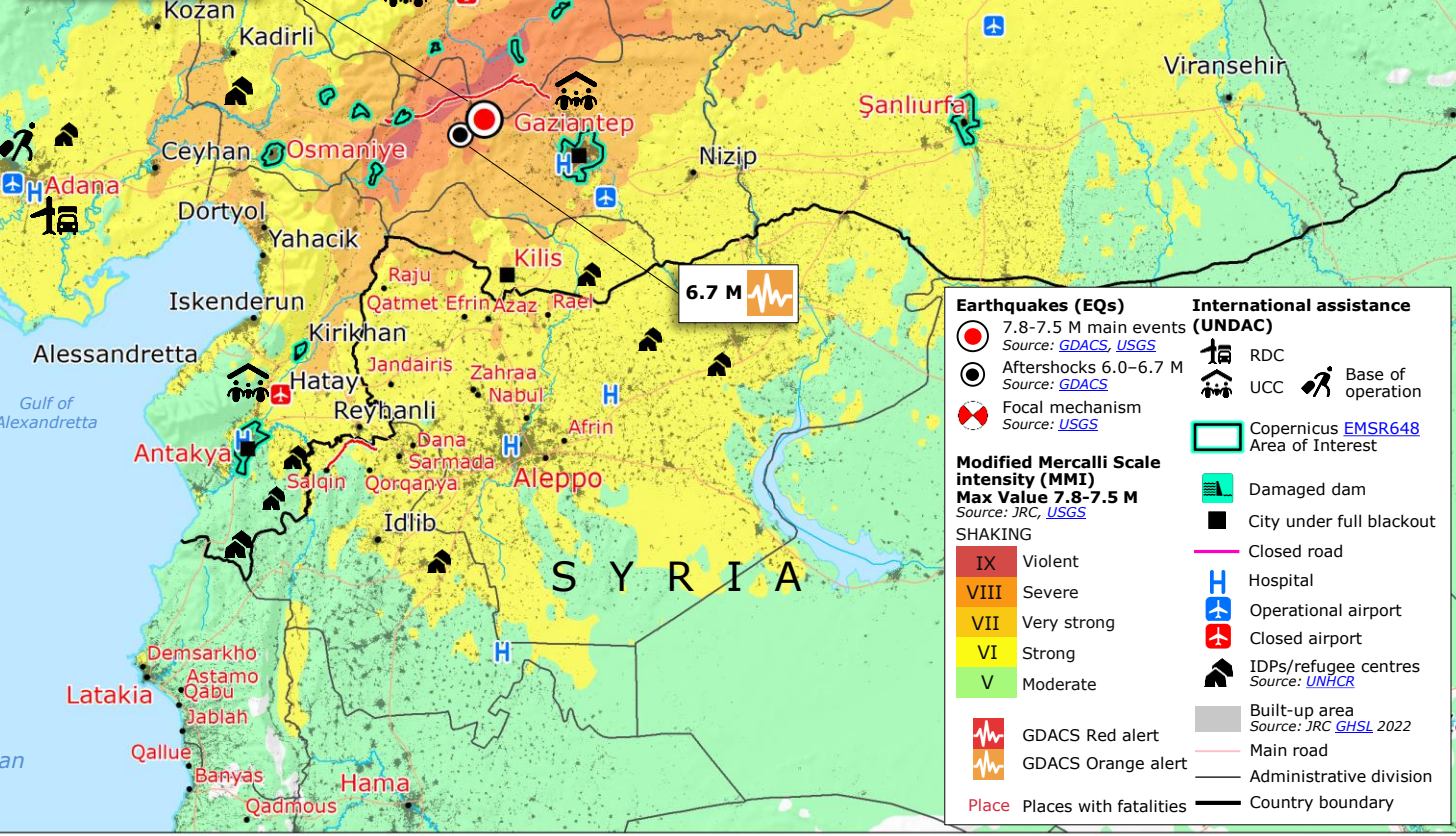 Kozan
Kadirli
Viransehir
Şanlıurfa
Gaziantep
Ceyhan
Osmaniye
Nizip
Adana
Dortyol
Yahacik
Kilis
Raju
6.7 M
Qatmet Efrin
Azaz
Rael
Iskenderun
Kirikhan
Alessandretta
Jandairis
Zahraa
Nabul
Hatay
Gulf of
Alexandretta
Reyhanli
Afrin
Dana
Antakya
Sarmada
Aleppo
Salqin
Qorqanya
Idlib
SYRIA
Demsarkho
Astamo
Qabu
Latakia
Jablah
Qallue
an
Banyas
Hama
Qadmous
Earthquakes (EQs)
7.8-7.5 M main events
Source: GDACS, USGS
Aftershocks 6.0–6.7 M
Source: GDACS
Focal mechanism
Source: USGS
Modified Mercalli Scale
intensity (MMI)
Max Value 7.8-7.5 M
Source: JRC, USGS
SHAKING
IX Violent
VIII Severe
VII Very strong
VI Strong
V Moderate
GDACS Red alert
GDACS Orange alert
Place Places with fatalities
International assistance
(UNDAC)
RDC
UCC
Base of
operation
Copernicus EMSR648
Area of Interest
Damaged dam
City under full blackout
Closed road
H Hospital
Operational airport
Closed airport
IDPs/refugee centres
Source: UNHCR
Built-up area
Source: JRC GHSL 2022
Main road
Administrative division
Country boundary